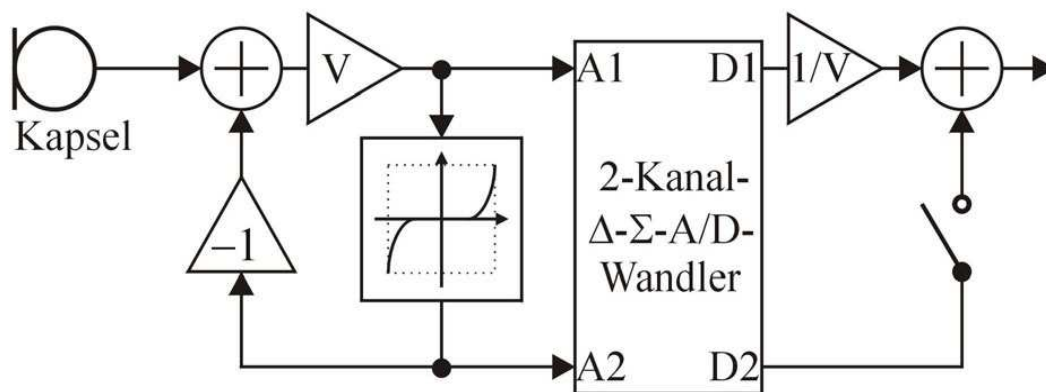 Kapsel
V
-1
A1
D1
1/V
2-Kanal-
Δ-Σ-A/D-
Wandler
A2
D2